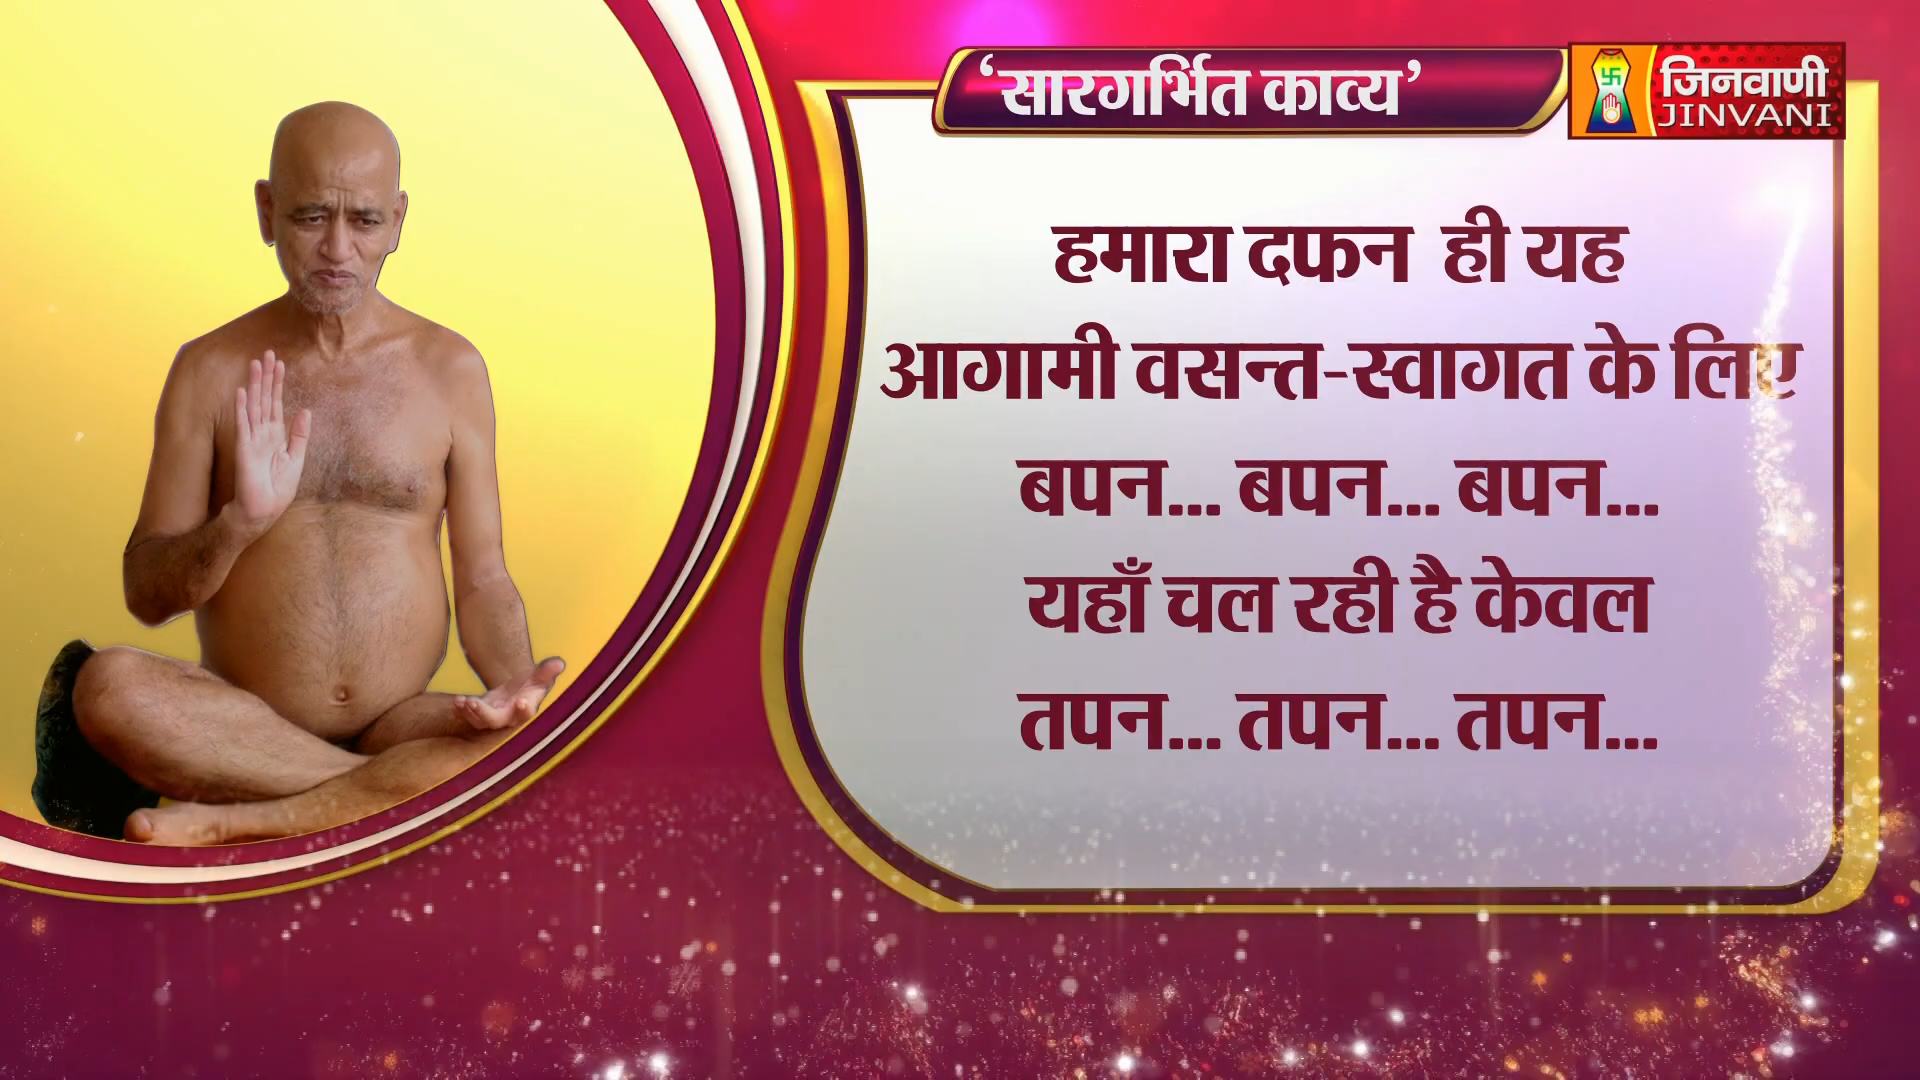 ‘सारगर्भित काव्य’
जिनवाणी
JINVANI
हमारा दफन ही यह
आगामी वसन्त-स्वागत के लिए
बपन... बपन... बपन...
यहाँ चल रही है केवल
तपन... तपन... तपन...